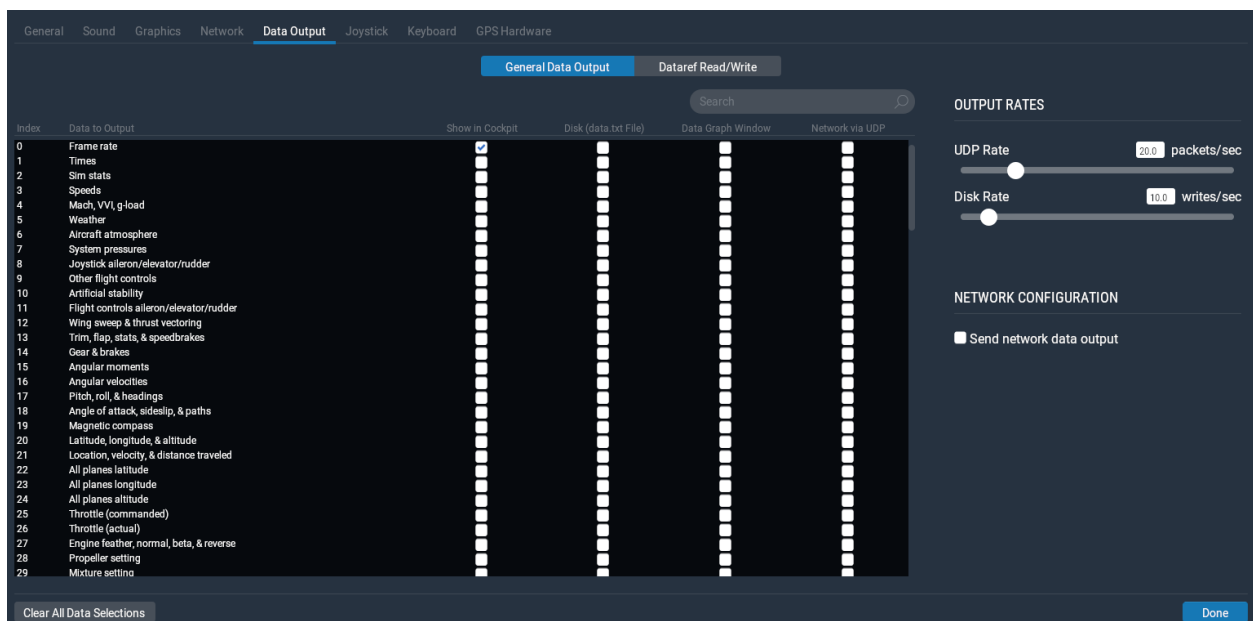 General Sound Graphics Network Data Output Joystick Keyboard GPS Hardware
General Data Output Dataref Read/Write
Search
Index Data to Output Show in Cockpit Disk (data.txt File) Data Graph Window Network via UDP
0 Frame rate
1 Times
2 Sim stats
3 Speeds
4 Mach, VVI, g-load
5 Weather
6 Aircraft atmosphere
7 System pressures
8 Joystick aileron/elevator/rudder
9 Other flight controls
10 Artificial stability
11 Flight controls aileron/elevator/rudder
12 Wing sweep & thrust vectoring
13 Trim, flap, stats, & speedbrakes
14 Gear & brakes
15 Angular moments
16 Angular velocities
17 Pitch, roll, & headings
18 Angle of attack, sideslip, & paths
19 Magnetic compass
20 Latitude, longitude, & altitude
21 Location, velocity, & distance traveled
22 All planes latitude
23 All planes longitude
24 All planes altitude
25 Throttle (commanded)
26 Throttle (actual)
27 Engine feather, normal, beta, & reverse
28 Propeller setting
29 Mixture setting
OUTPUT RATES
UDP Rate 20.0 packets/sec
Disk Rate 10.0 writes/sec
NETWORK CONFIGURATION
Send network data output
Clear All Data Selections Done